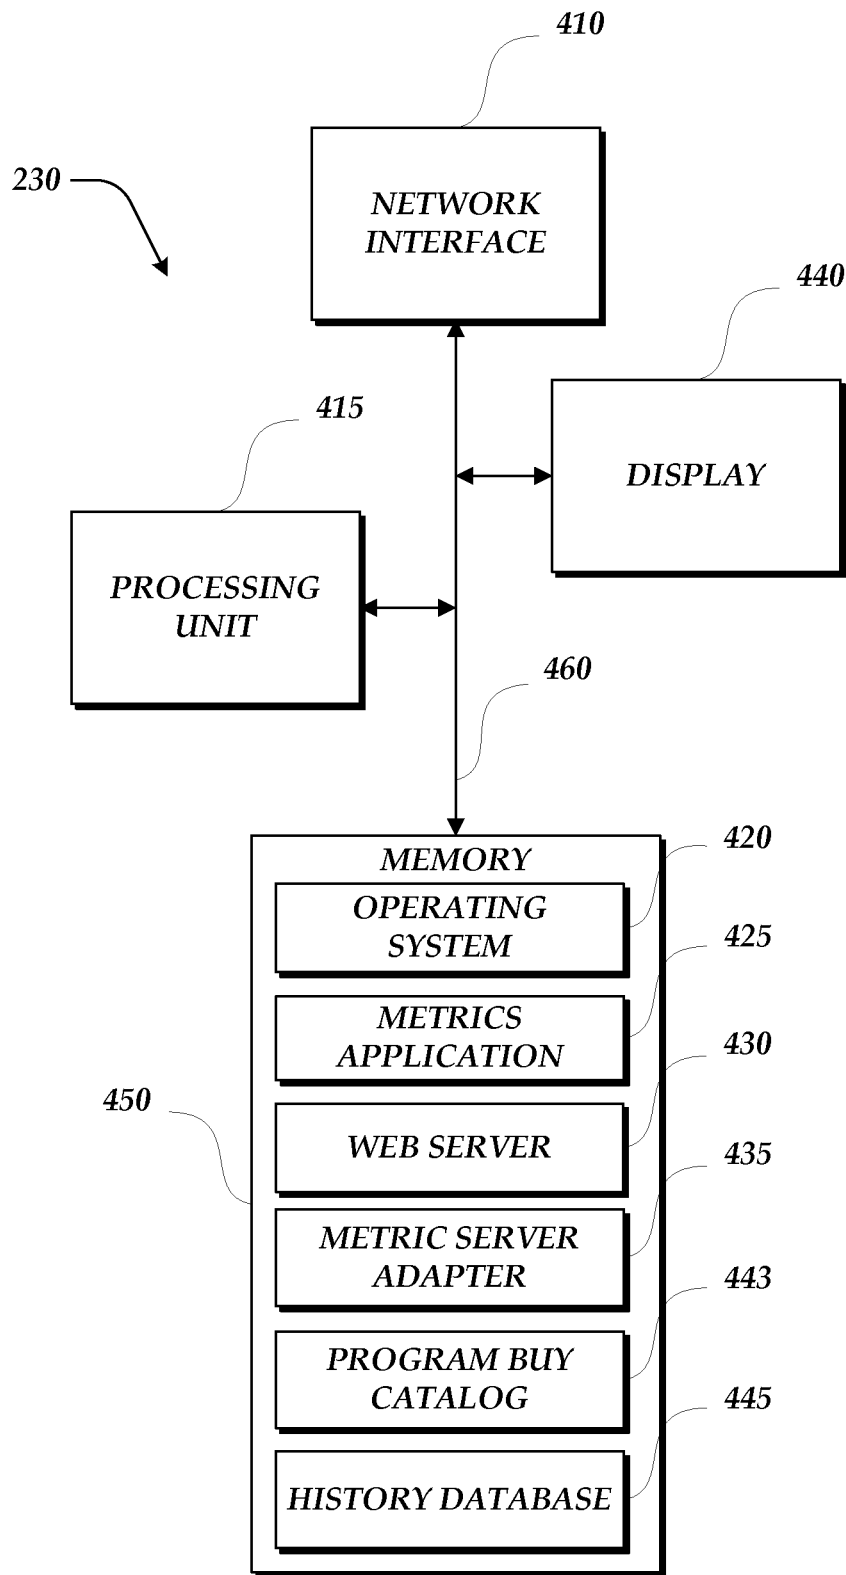 410
230
NETWORK
INTERFACE
440
415
DISPLAY
PROCESSING
UNIT
460
420
MEMORY
OPERATING
SYSTEM
425
METRICS
APPLICATION
430
450
WEB SERVER
435
METRIC SERVER
ADAPTER
443
PROGRAM BUY
CATALOG
445
HISTORY DATABASE